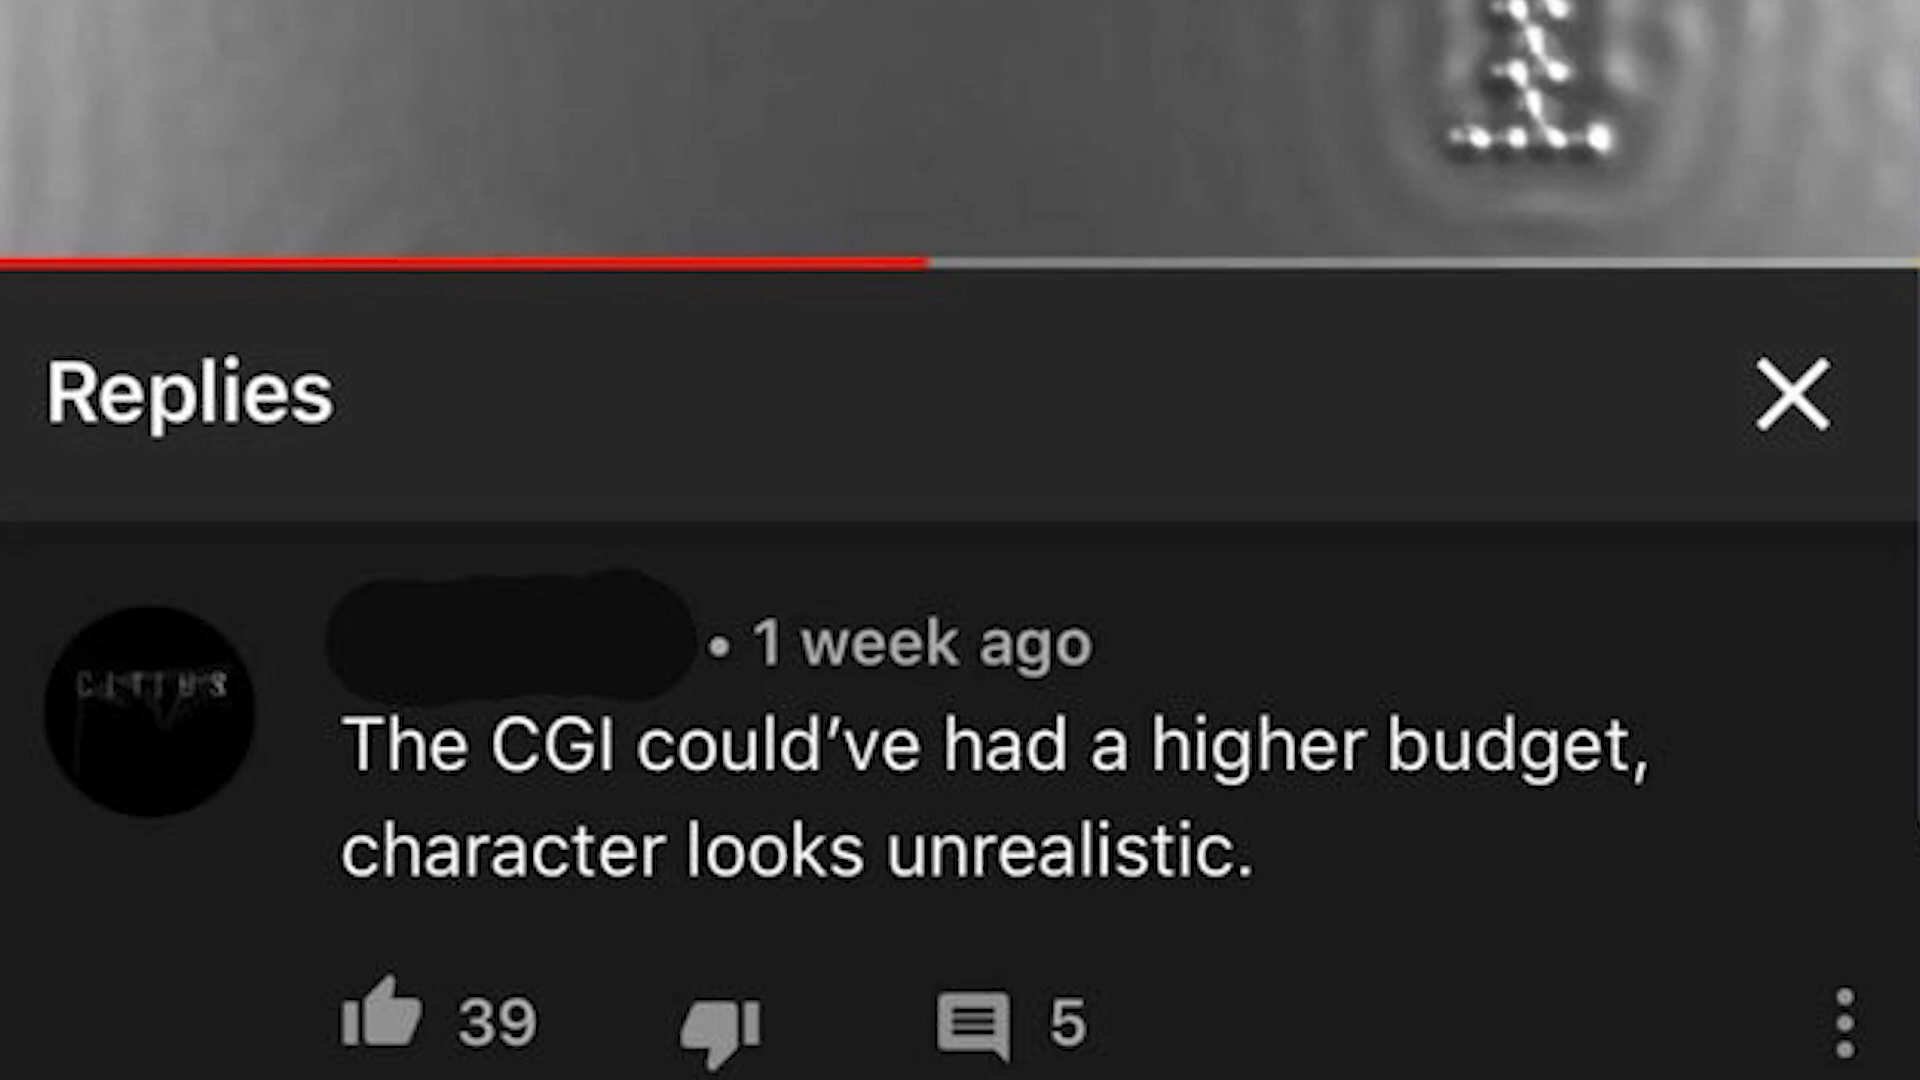 Replies
• 1 week ago
The CGI could’ve had a higher budget,
character looks unrealistic.
39 5